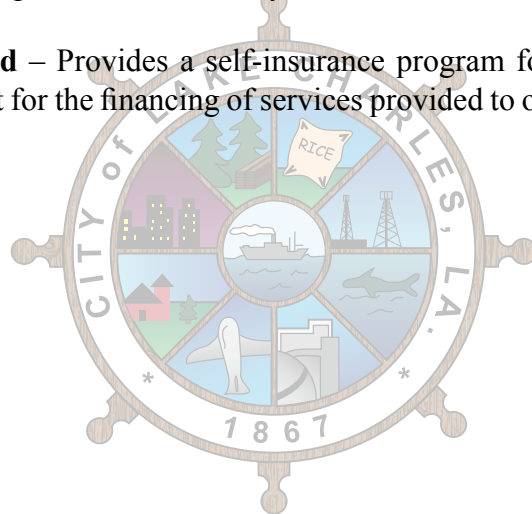 d – Provides a self-insurance program fo
t for the financing of services provided to o
CITY of LAKE CHARLES, LA.
RICE
* 1867 *